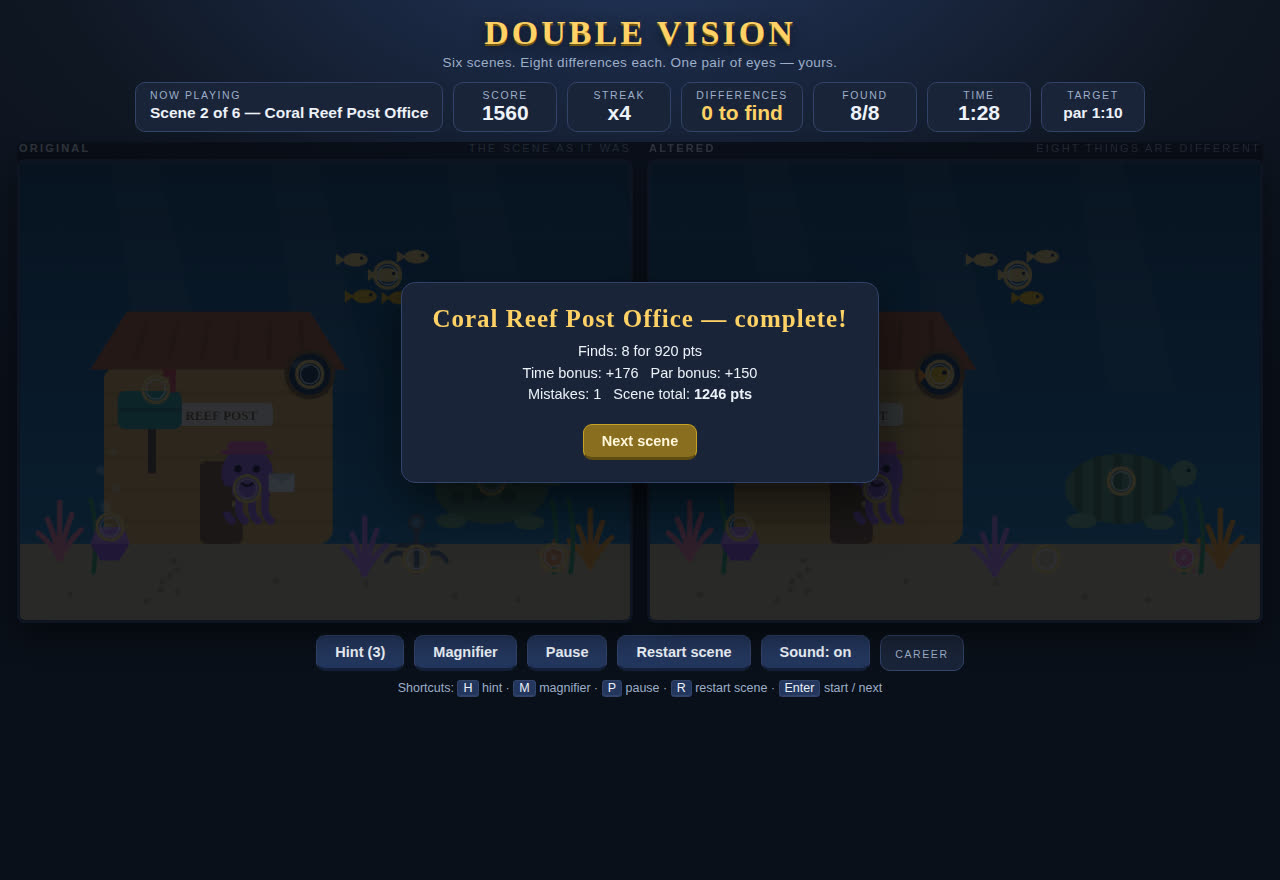 DOUBLE VISION
Six scenes. Eight differences each. One pair of eyes — yours.
NOW PLAYING
Scene 2 of 6 — Coral Reef Post Office
SCORE
1560
STREAK
x4
DIFFERENCES
0 to find
FOUND
8/8
TIME
1:28
TARGET
par 1:10
ORIGINAL
THE SCENE AS IT WAS
ALTERED
EIGHT THINGS ARE DIFFERENT
REEF POST
T
Coral Reef Post Office — complete!
Finds: 8 for 920 pts
Time bonus: +176 Par bonus: +150
Mistakes: 1 Scene total: 1246 pts
Next scene
Hint (3)
Magnifier
Pause
Restart scene
Sound: on
CAREER
Shortcuts: H hint · M magnifier · P pause · R restart scene · Enter start / next